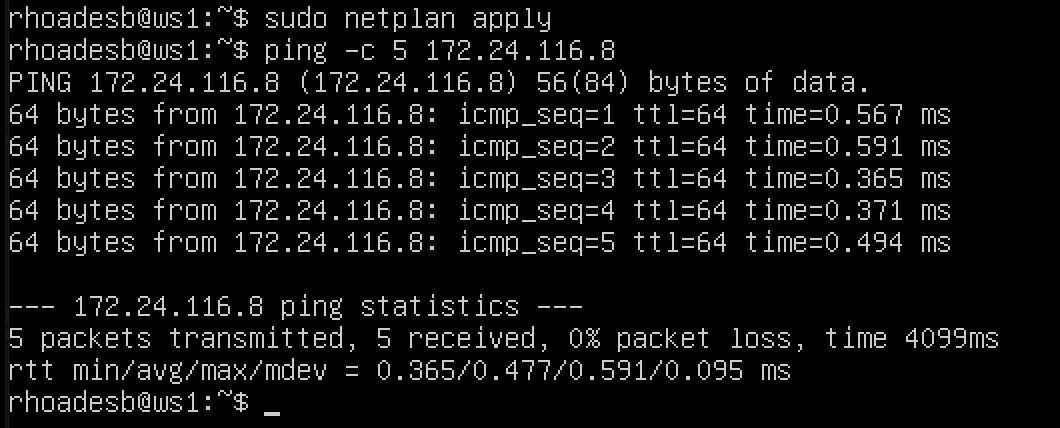 rhoadesb@ws1:~$ sudo netplan apply
rhoadesb@ws1:~$ ping -c 5 172.24.116.8
PING 172.24.116.8 (172.24.116.8) 56(84) bytes of data.
64 bytes from 172.24.116.8: icmp_seq=1 ttl=64 time=0.567 ms
64 bytes from 172.24.116.8: icmp_seq=2 ttl=64 time=0.591 ms
64 bytes from 172.24.116.8: icmp_seq=3 ttl=64 time=0.365 ms
64 bytes from 172.24.116.8: icmp_seq=4 ttl=64 time=0.371 ms
64 bytes from 172.24.116.8: icmp_seq=5 ttl=64 time=0.494 ms
--- 172.24.116.8 ping statistics ---
5 packets transmitted, 5 received, 0% packet loss, time 4099ms
rtt min/avg/max/mdev = 0.365/0.477/0.591/0.095 ms
rhoadesb@ws1:~$ _